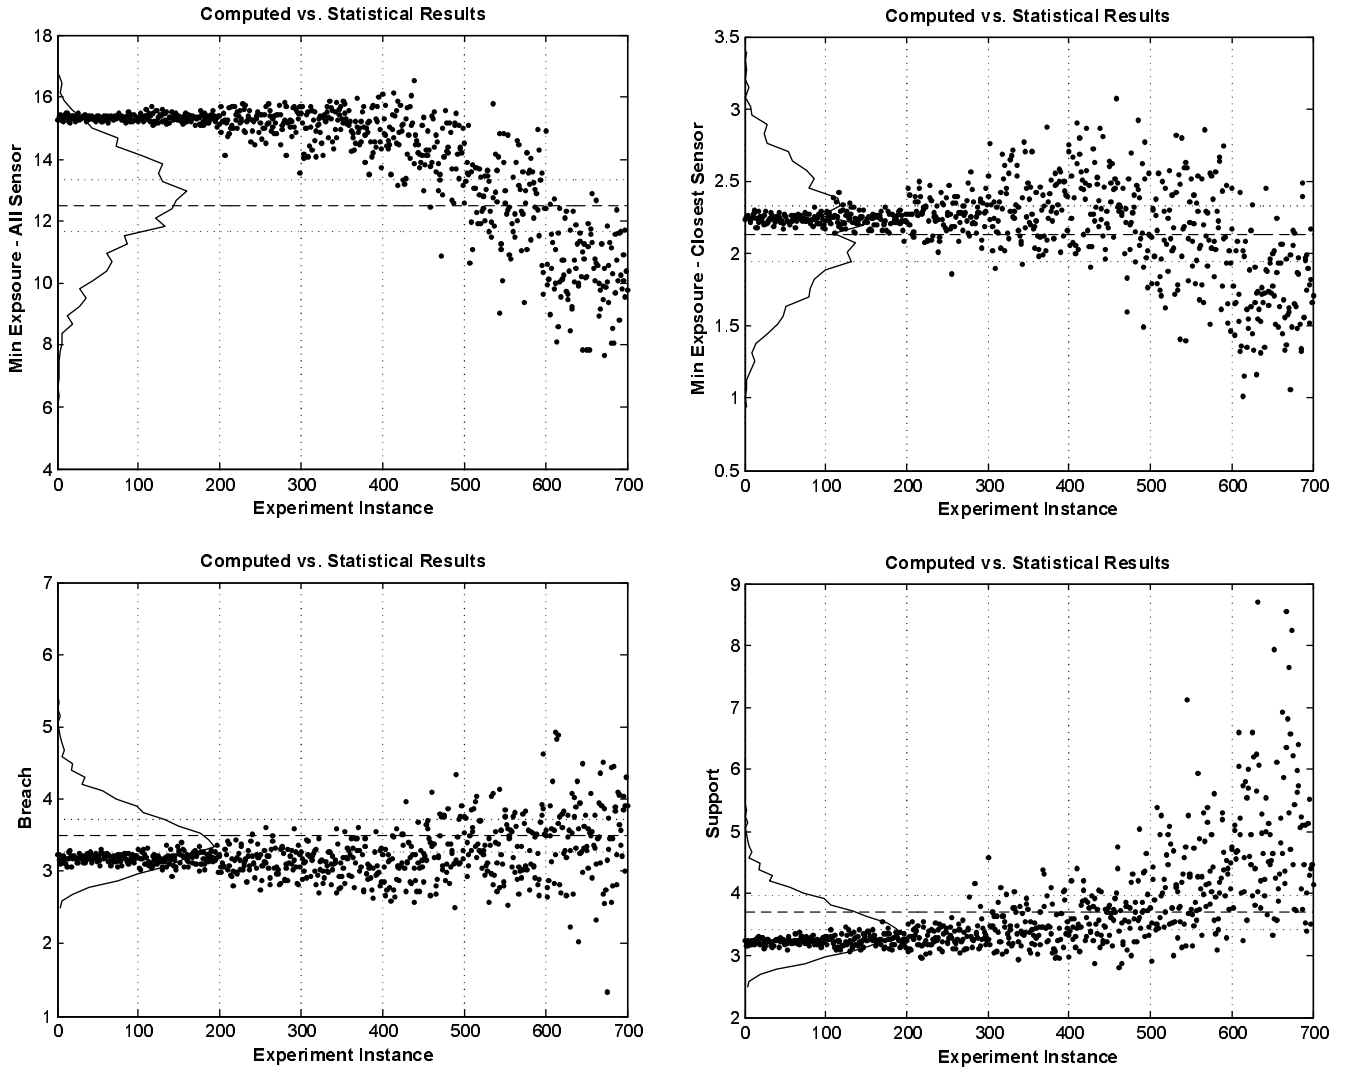 Computed vs. Statistical Results
18
16
14
12
10
8
6
4
Min Expsoure - All Sensor
0 100 200 300 400 500 600 700
Experiment Instance
Computed vs. Statistical Results
3.5
3
2.5
2
1.5
1
0.5
Min Expsoure - Closest Sensor
0 100 200 300 400 500 600 700
Experiment Instance
Computed vs. Statistical Results
7
6
5
4
3
2
1
Breach
0 100 200 300 400 500 600 700
Experiment Instance
Computed vs. Statistical Results
9
8
7
6
5
4
3
2
Support
0 100 200 300 400 500 600 700
Experiment Instance